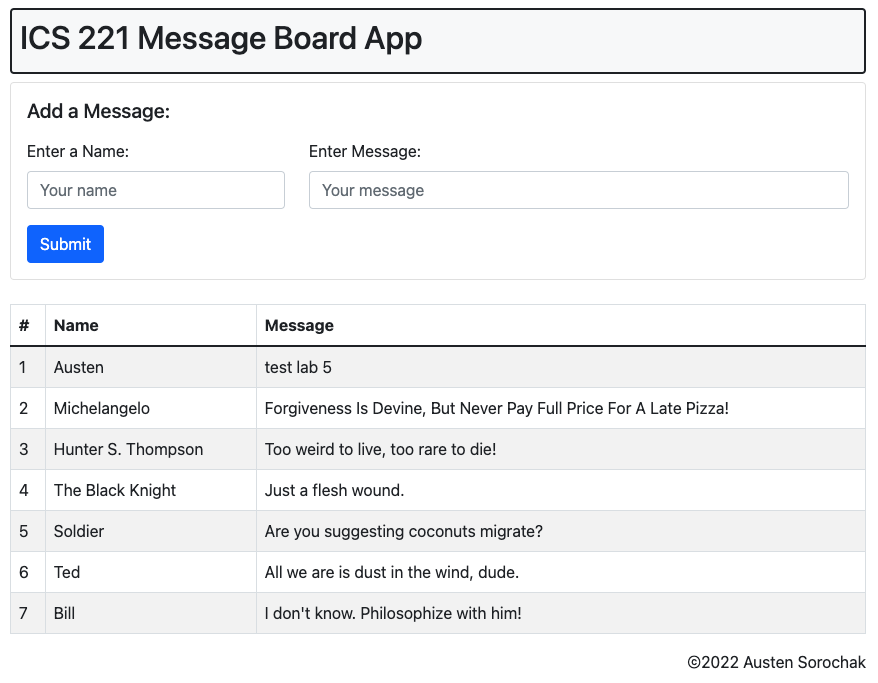 ICS 221 Message Board App
Add a Message:
Enter a Name: Enter Message:
Your name Your message
Submit
# Name Message
1 Austen test lab 5
2 Michelangelo Forgiveness Is Devine, But Never Pay Full Price For A Late Pizza!
3 Hunter S. Thompson Too weird to live, too rare to die!
4 The Black Knight Just a flesh wound.
5 Soldier Are you suggesting coconuts migrate?
6 Ted All we are is dust in the wind, dude.
7 Bill I don't know. Philosophize with him!
©2022 Austen Sorochak